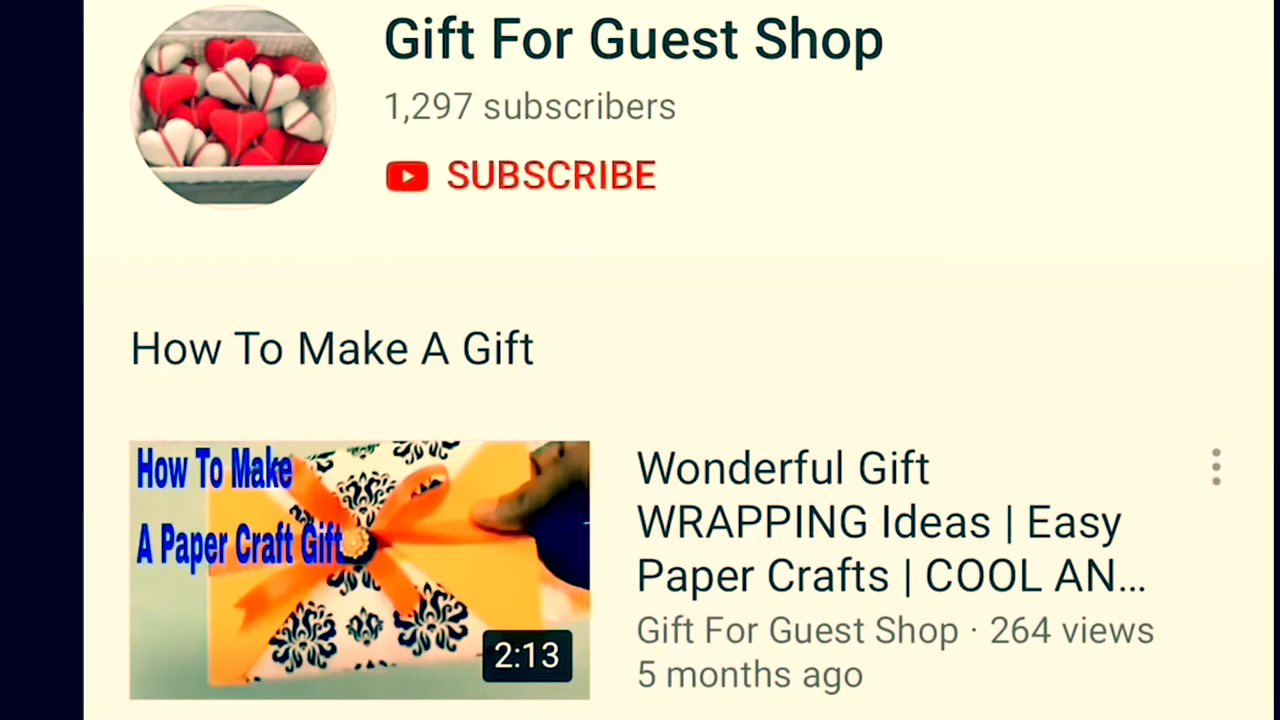 Gift For Guest Shop
1,297 subscribers
SUBSCRIBE
How To Make A Gift
How To Make
A Paper Craft Gift
2:13
Wonderful Gift
WRAPPING Ideas | Easy
Paper Crafts | COOL AN...
Gift For Guest Shop · 264 views
5 months ago